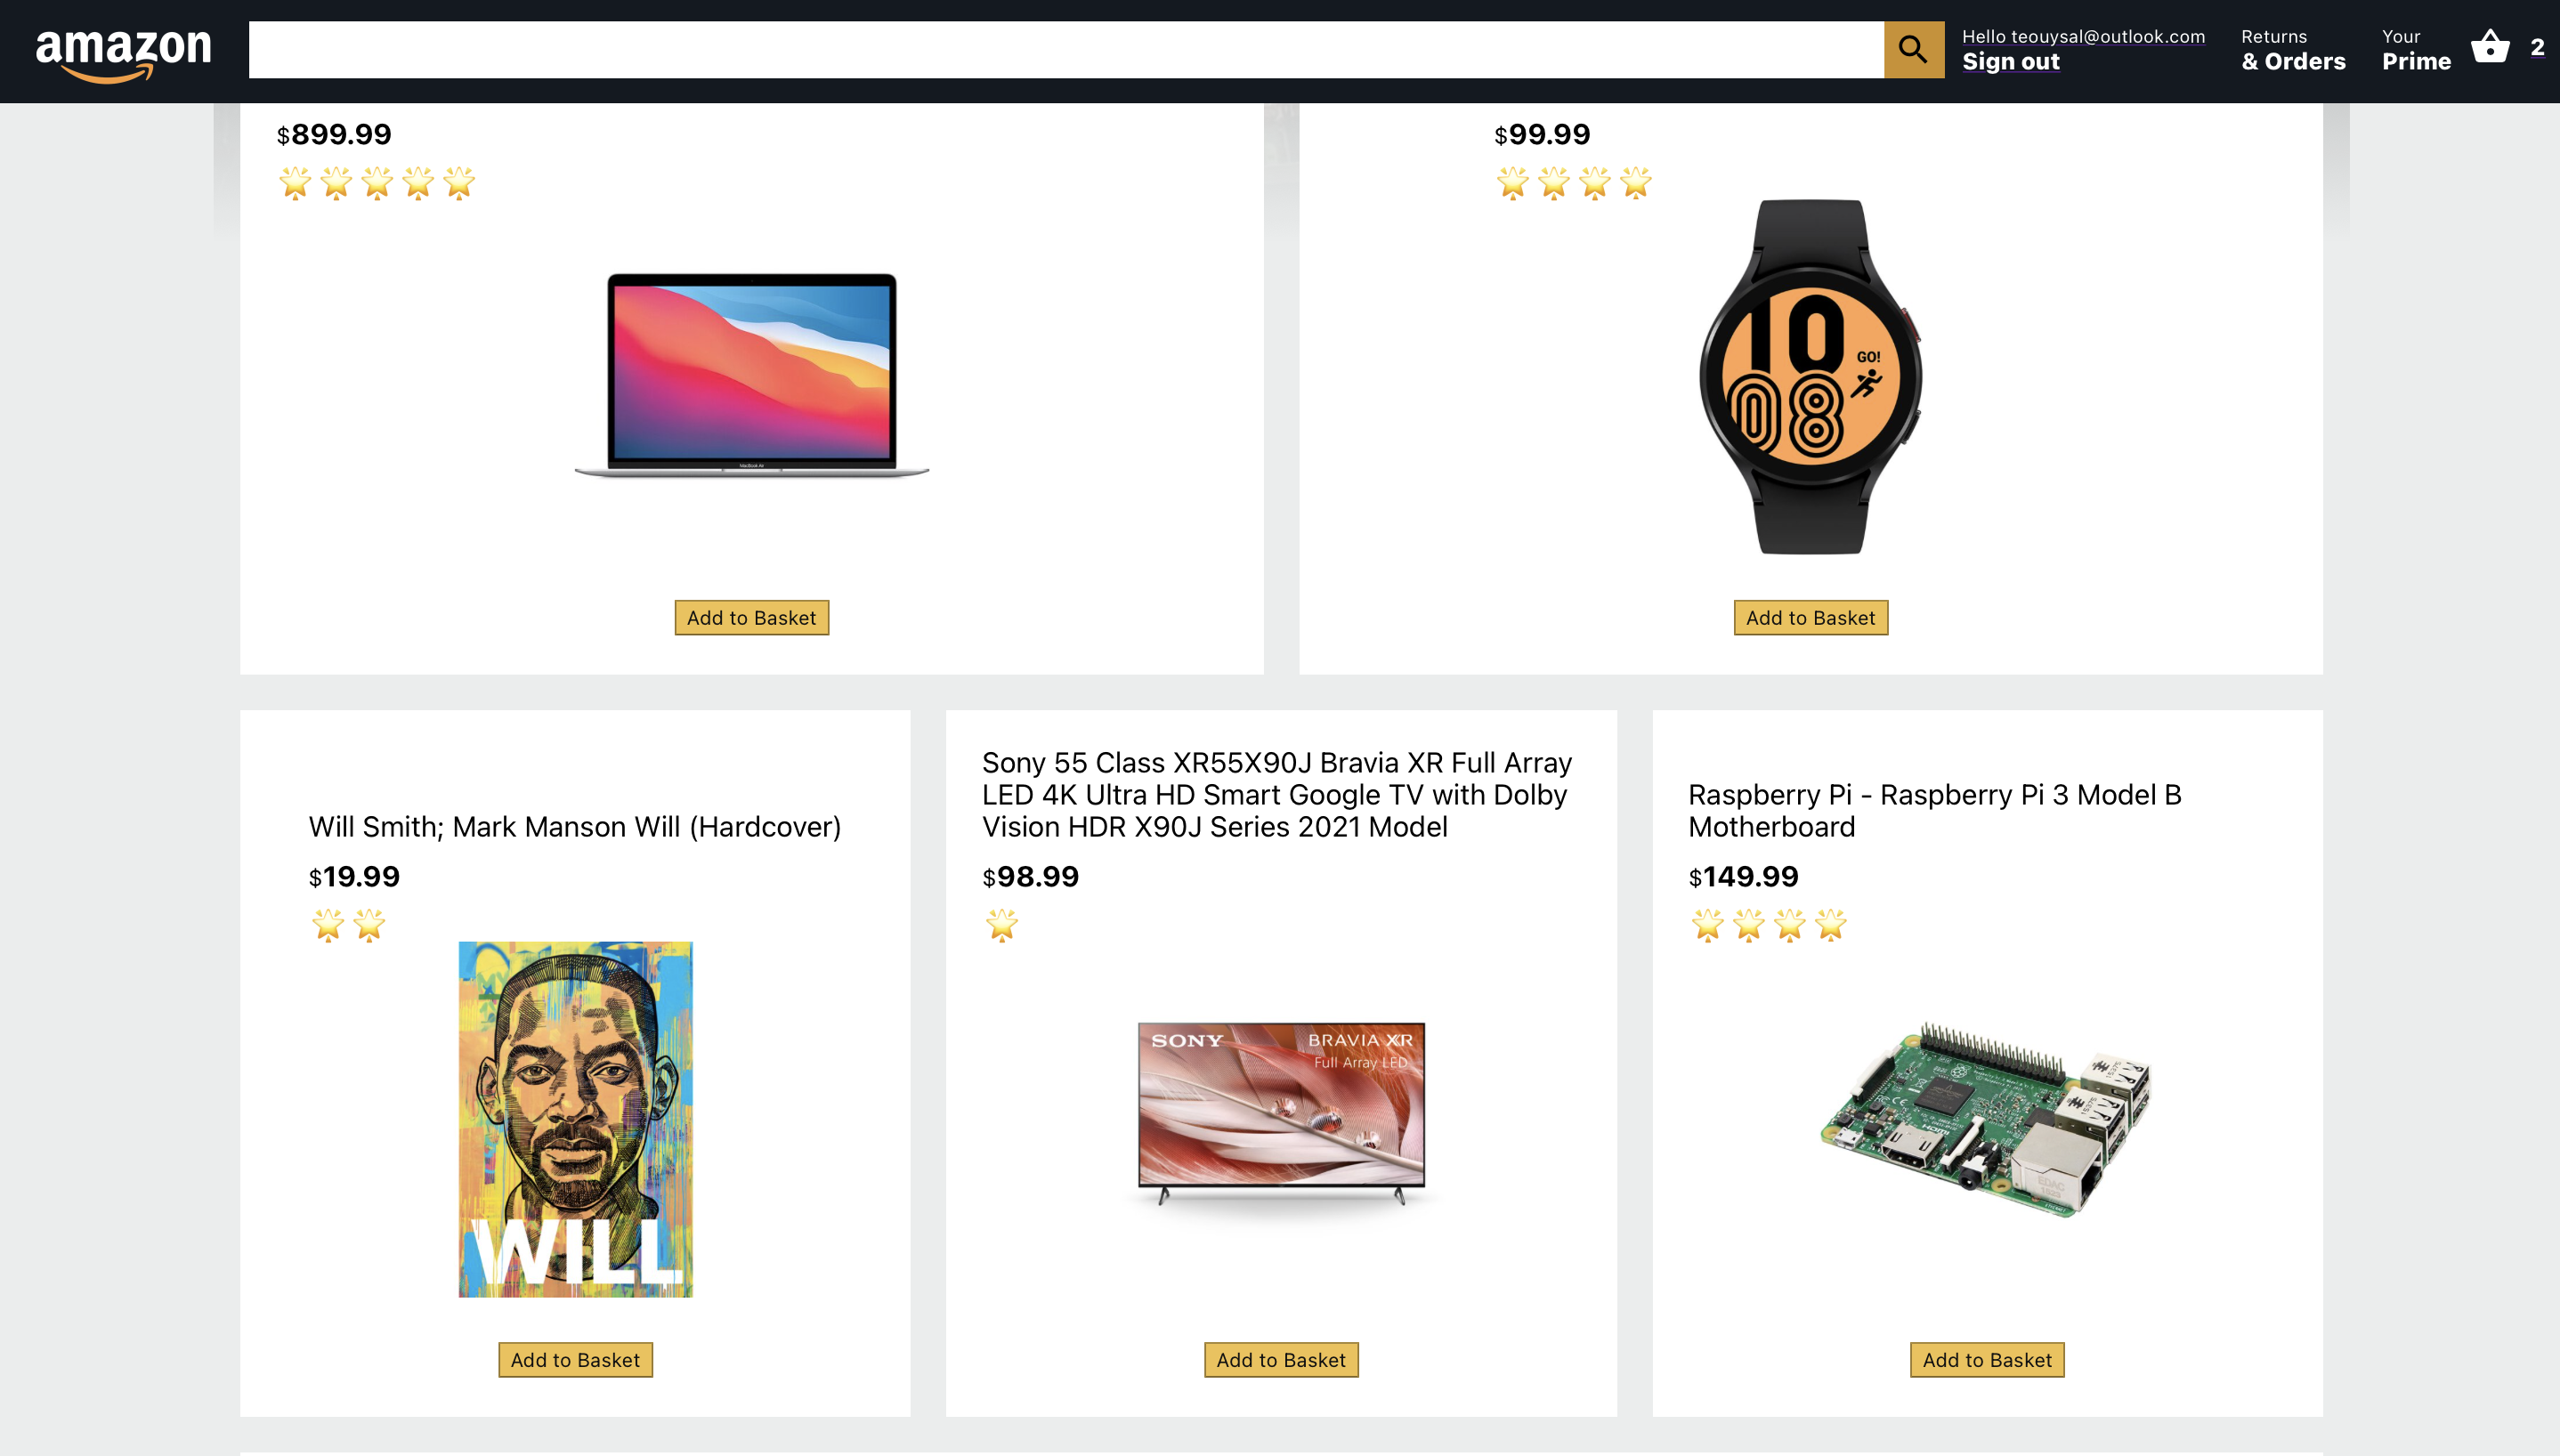 amazon
Hello teouysal@outlook.com
Sign out
Returns
& Orders
Your
Prime
2
$899.99
$99.99
MacBook Air
10
08
GO!
Add to Basket
Add to Basket
Will Smith; Mark Manson Will (Hardcover)
$19.99
WILL
Add to Basket
Sony 55 Class XR55X90J Bravia XR Full Array
LED 4K Ultra HD Smart Google TV with Dolby
Vision HDR X90J Series 2021 Model
$98.99
SONY
BRAVIA XR
Full Array LED
Add to Basket
Raspberry Pi - Raspberry Pi 3 Model B
Motherboard
$149.99
HDMI
EDAC
Add to Basket